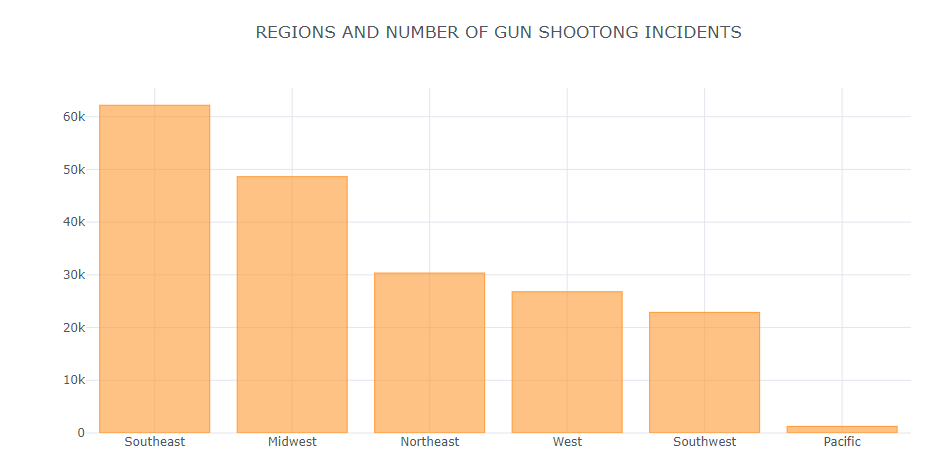 REGIONS AND NUMBER OF GUN SHOOTONG INCIDENTS
60k
50k
40k
30k
20k
10k
0
Southeast Midwest Northeast West Southwest Pacific